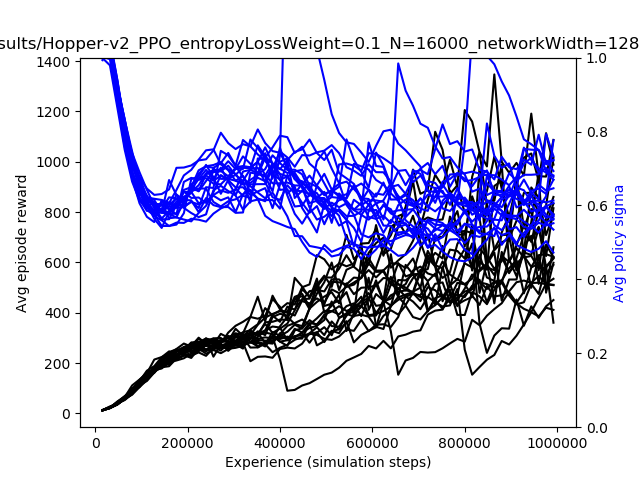 sults/Hopper-v2_PPO_entropyLossWeight=0.1_N=16000_networkWidth=128
1400
1200
1000
800
600
400
200
0
Avg episode reward
1.0
0.8
0.6
0.4
0.2
0.0
Avg policy sigma
0 200000 400000 600000 800000 1000000
Experience (simulation steps)